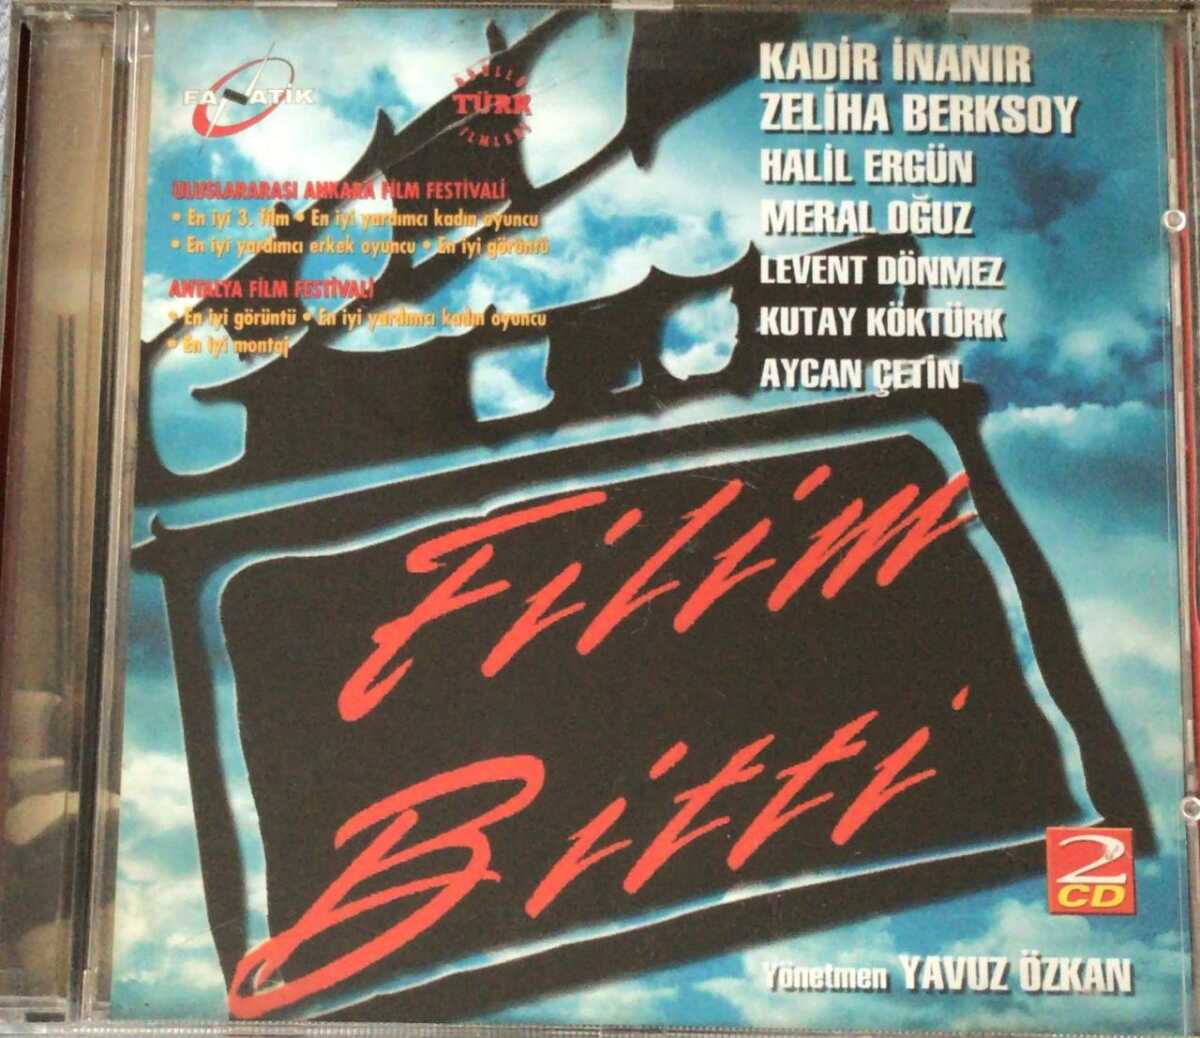 FANATİK
ÖDÜLLÜ
TÜRK
FİLMLERİ
ULUSLARARASI ANKARA FİLM FESTİVALİ
• En iyi 3. film • En iyi yardımcı kadın oyuncu
• En iyi yardımcı erkek oyuncu • En iyi görüntü
ANTALYA FİLM FESTİVALİ
• En iyi görüntü • En iyi yardımcı kadın oyuncu
• En iyi montaj
KADİR İNANIR
ZELİHA BERKSOY
HALİL ERGÜN
MERAL OĞUZ
LEVENT DÖNMEZ
KUTAY KÖKTÜRK
AYCAN ÇETİN
Filim
Bitti
2
CD
Yönetmen YAVUZ ÖZKAN